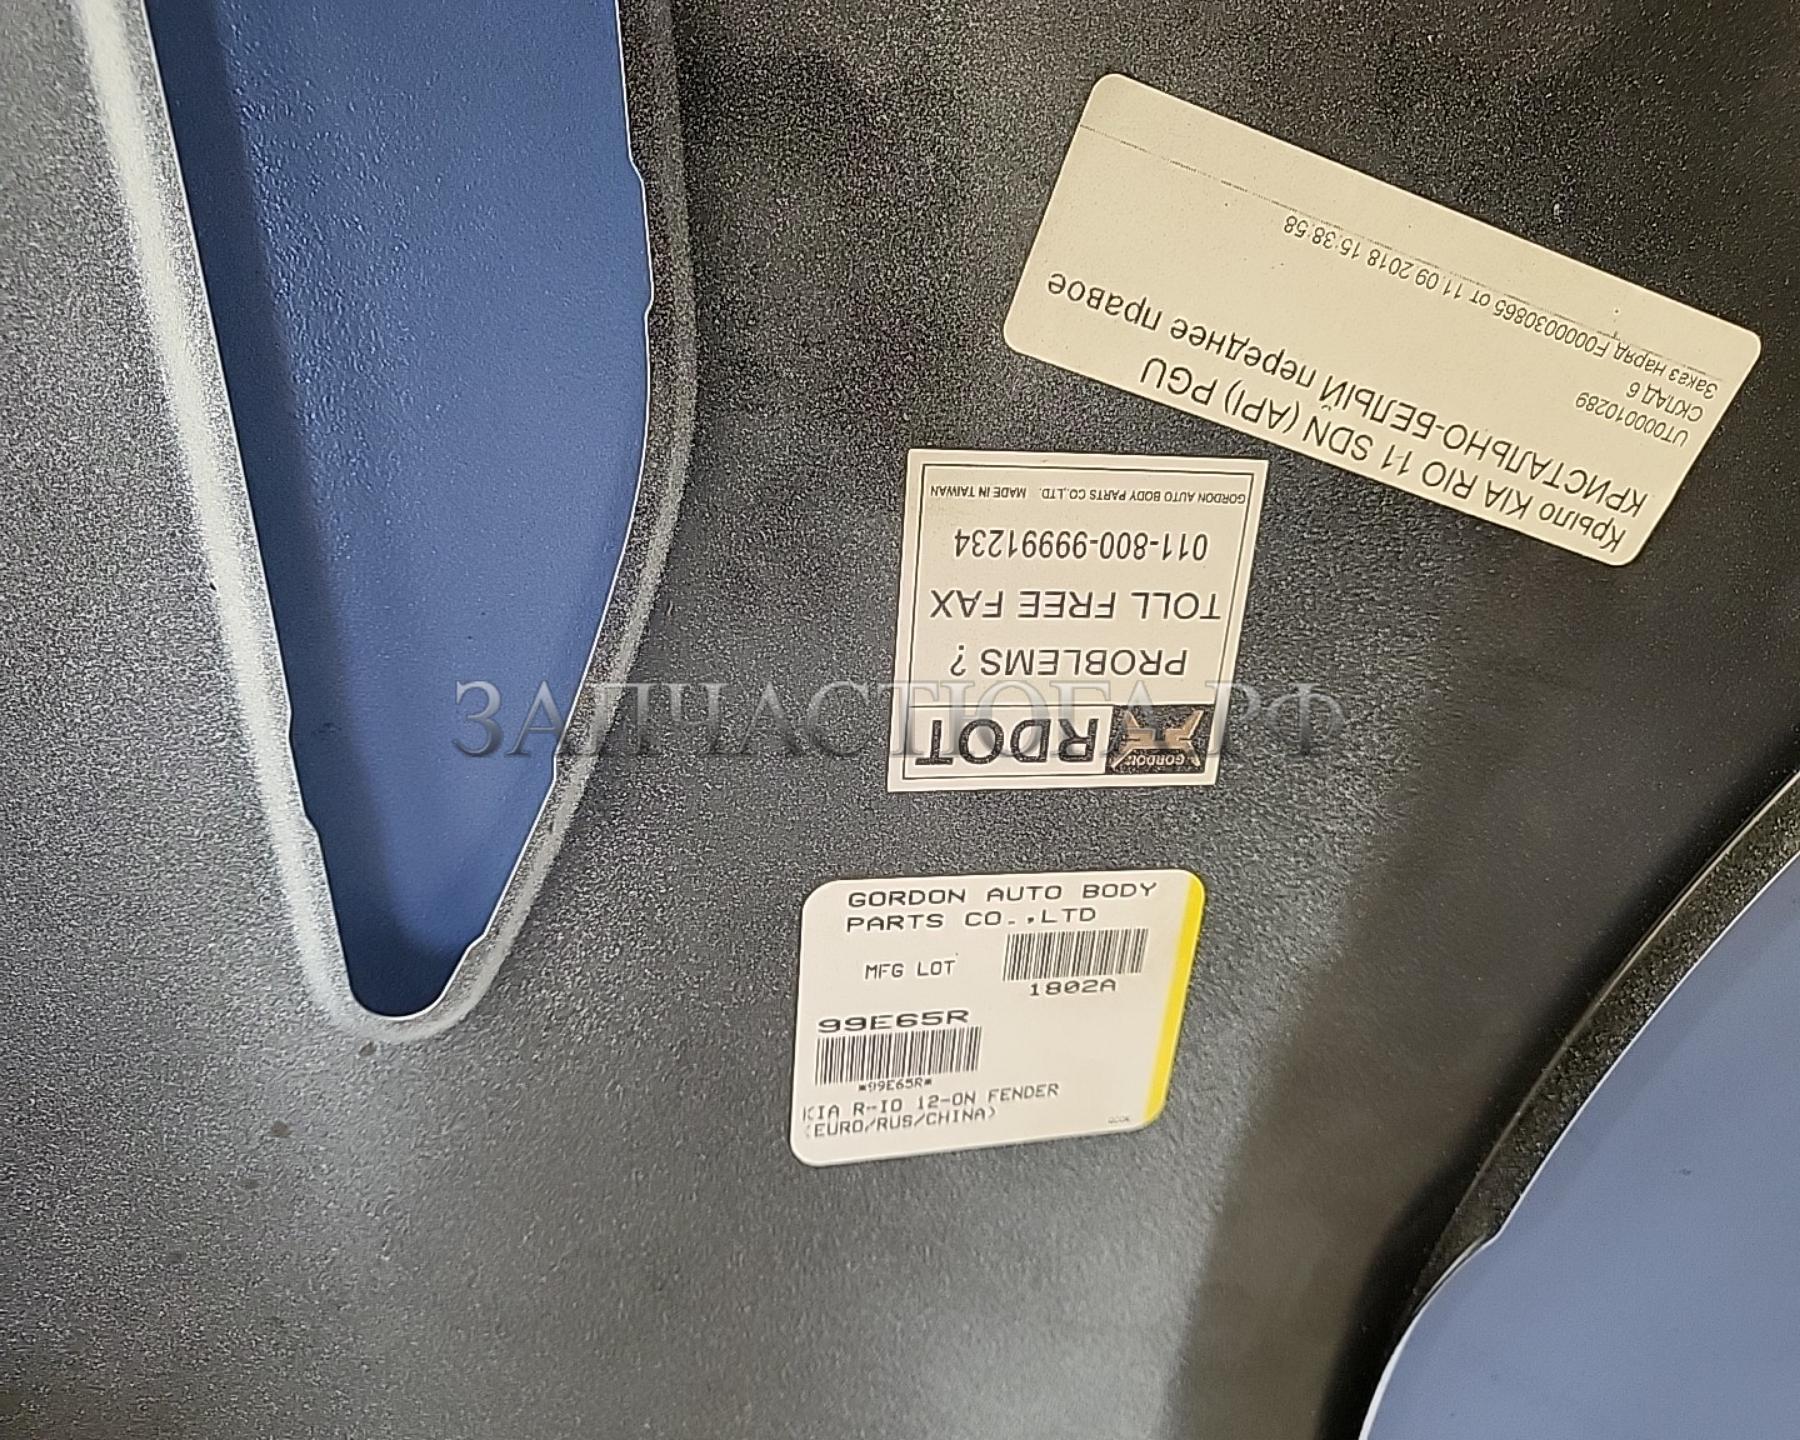 Крыло KIA RIO 11 SDN (API) PGU
КРИСТАЛЬНО-БЕЛЫЙ переднее правое
UT000010289
СКЛАД 6
Заказ наряд F0000030865 от 11.09.2018 15:38:58
GORDON
RDOT
PROBLEMS ?
TOLL FREE FAX
011-800-99991234
GORDON AUTO BODY PARTS CO.,LTD. MADE IN TAIWAN
ЗАПЧАСТЮГА.РФ
GORDON AUTO BODY
PARTS CO.,LTD
MFG LOT
1802A
99E65R
*99E65R*
KIA R-IO 12-ON FENDER
(EURO/RUS/CHINA)